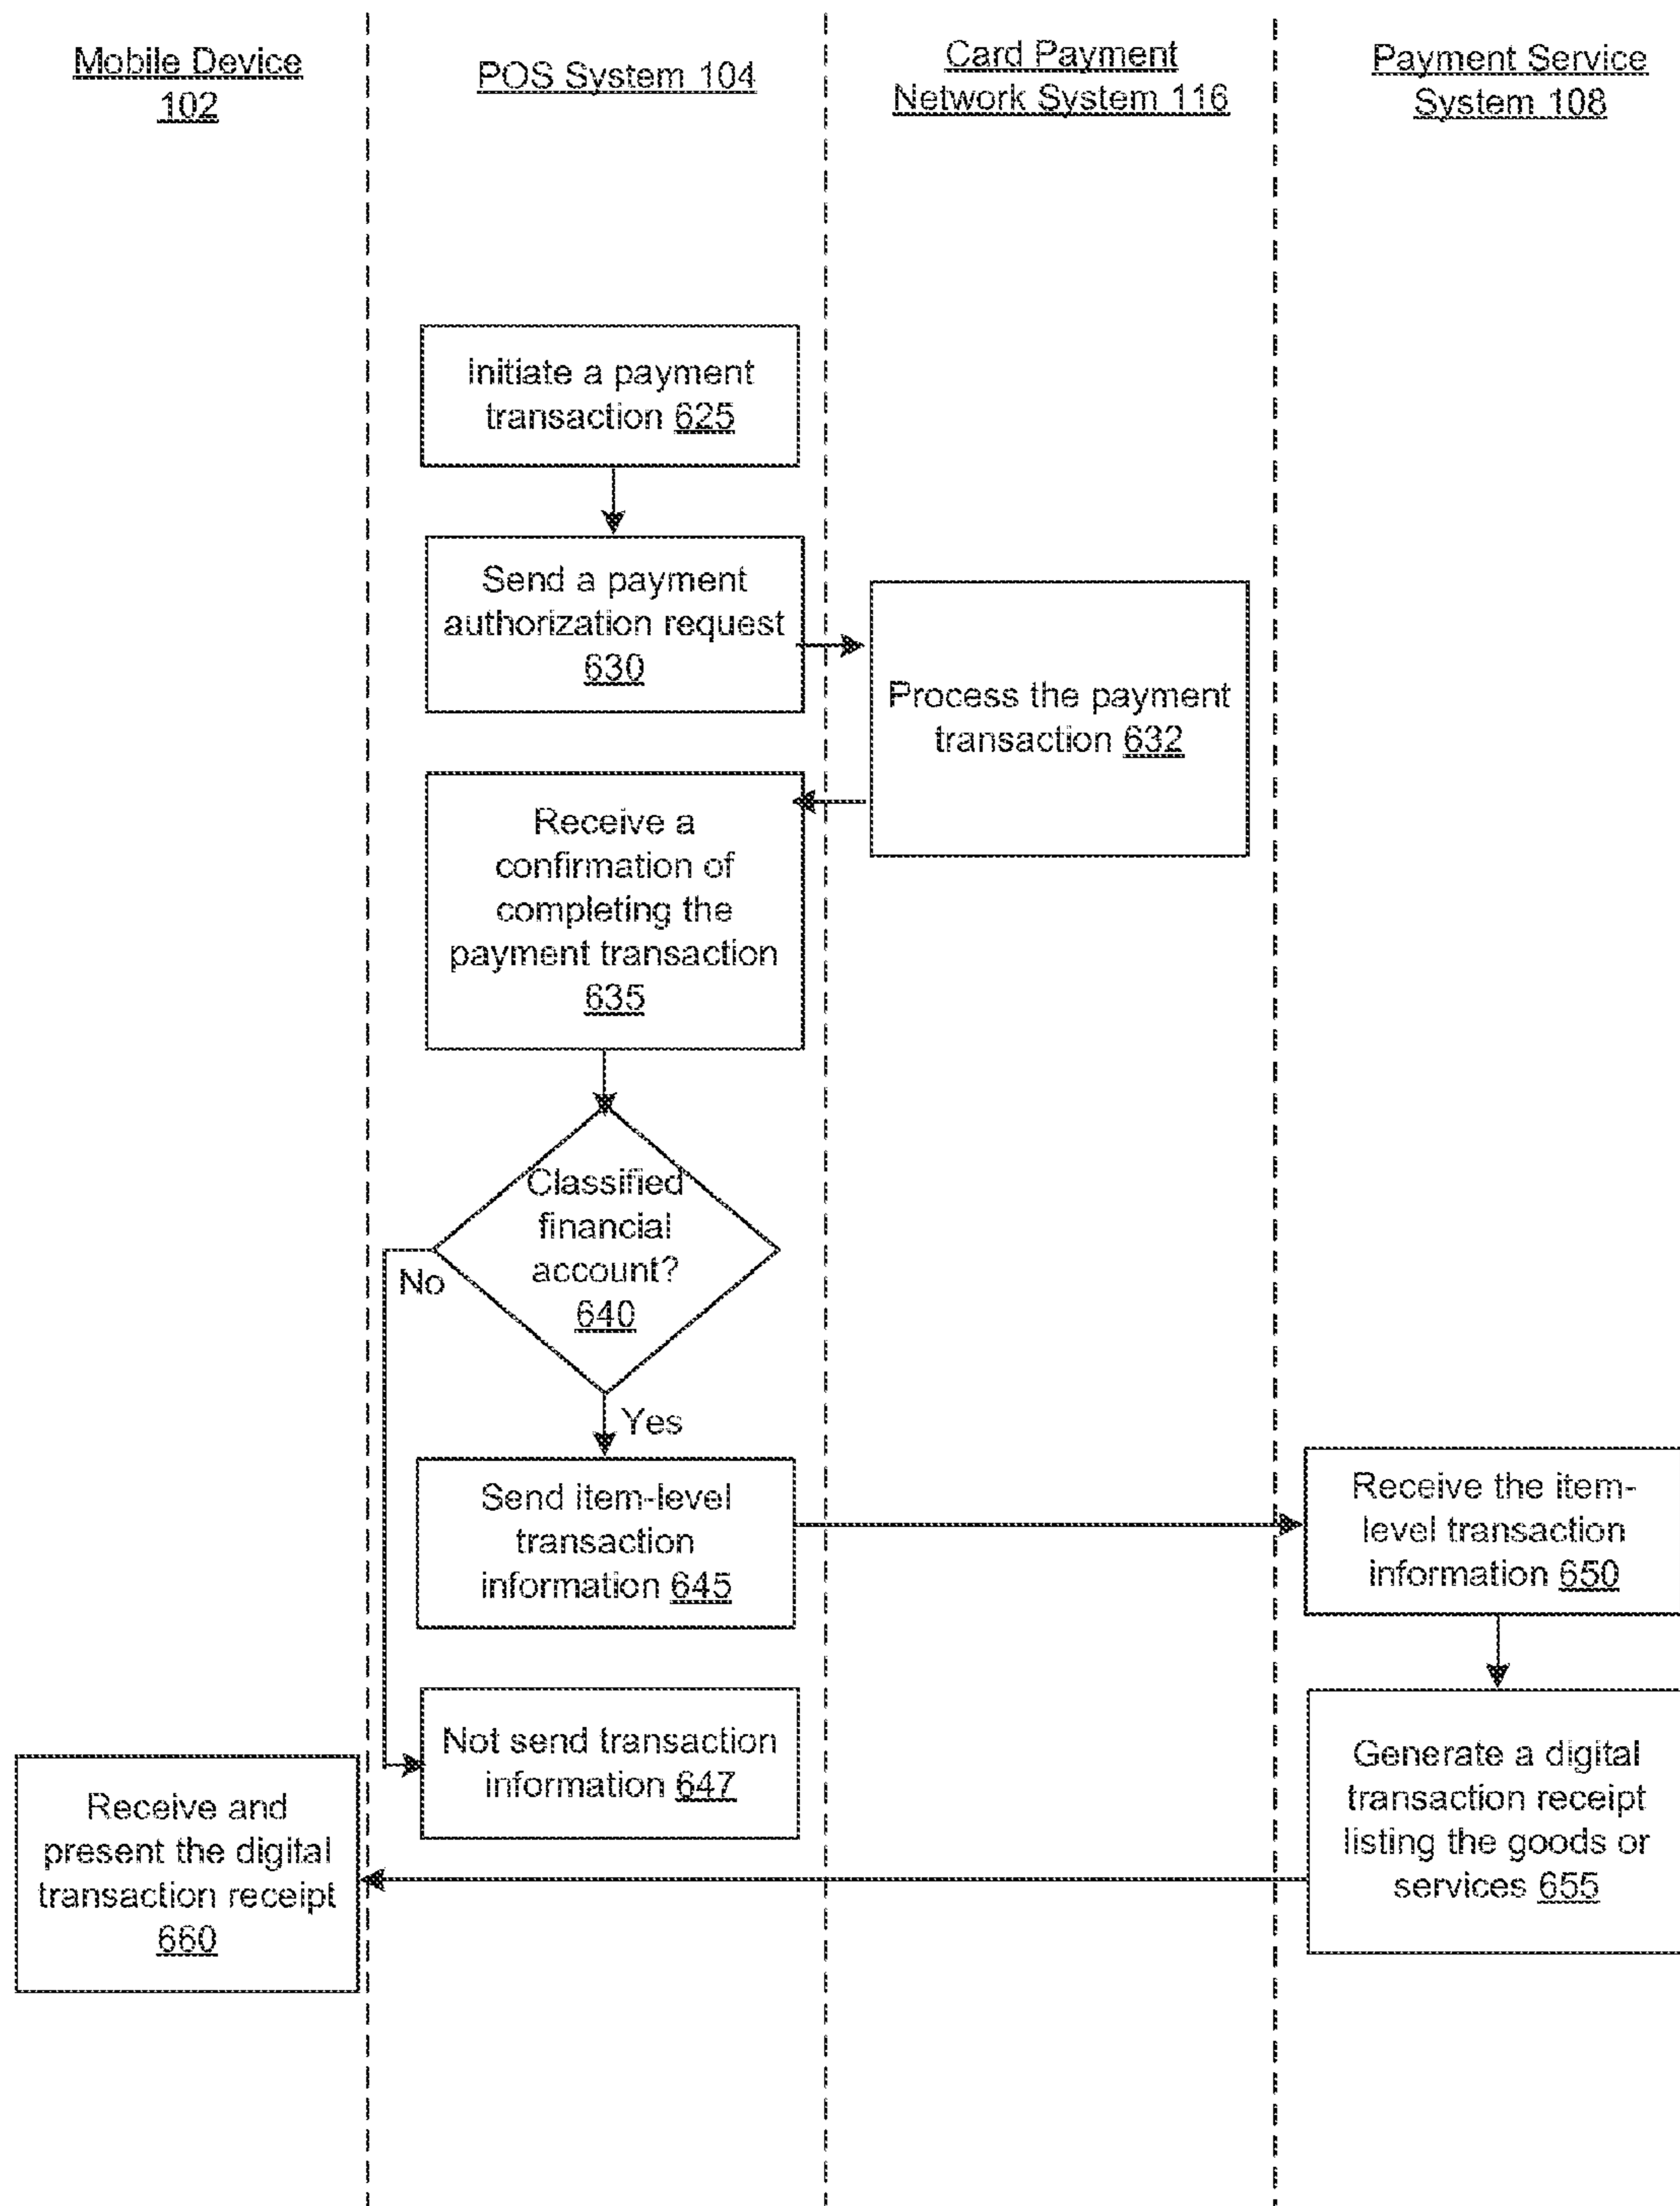 Mobile Device
102
POS System 104
Card Payment
Network System 116
Payment Service
System 108
Initiate a payment
transaction 625
Send a payment
authorization request
630
Process the payment
transaction 632
Receive a
confirmation of
completing the
payment transaction
635
Classified
financial
account?
640
No
Yes
Send item-level
transaction
information 645
Receive the item-
level transaction
information 650
Not send transaction
information 647
Generate a digital
transaction receipt
listing the goods or
services 655
Receive and
present the digital
transaction receipt
660